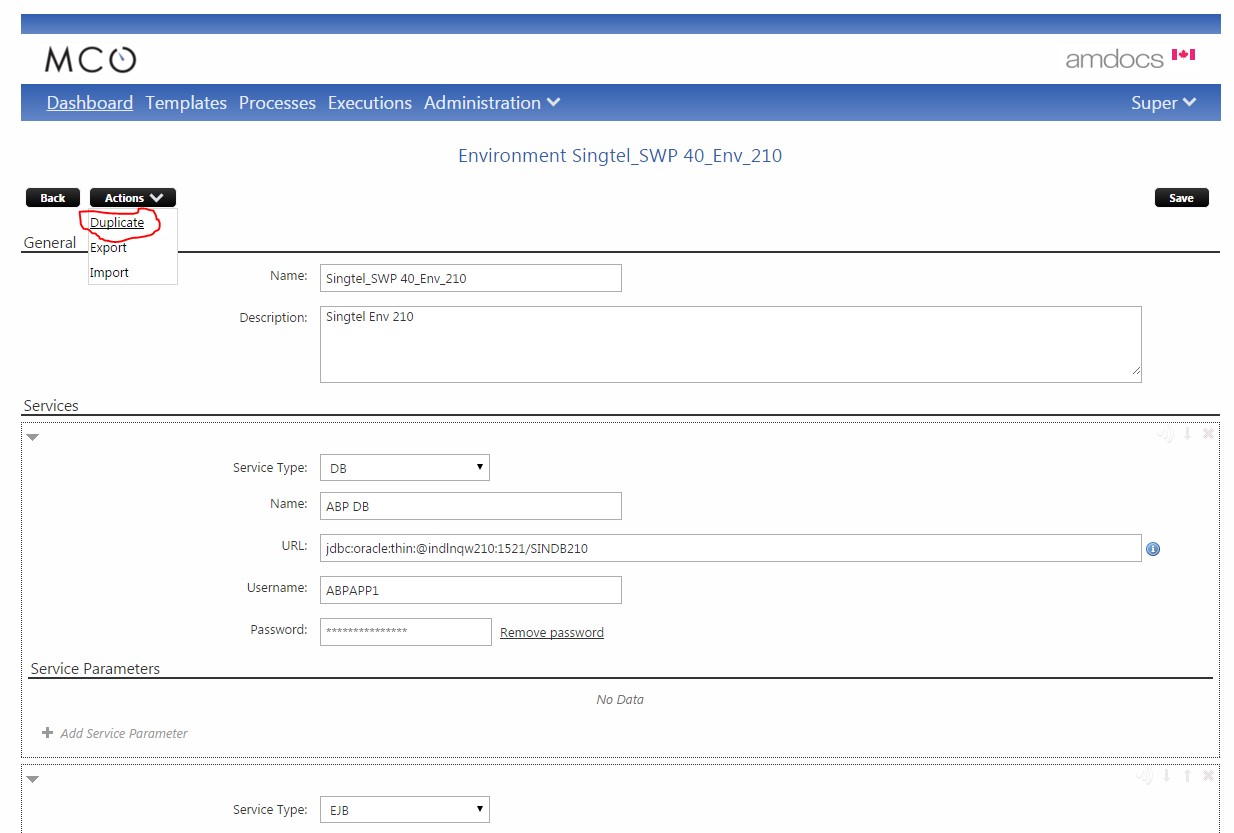 MCO
amdocs
Dashboard Templates Processes Executions Administration Super
Environment Singtel_SWP 40_Env_210
Back Actions Save
Duplicate
General
Export
Import
Name: Singtel_SWP 40_Env_210
Description: Singtel Env 210
Services
Service Type: DB
Name: ABP DB
URL: jdbc:oracle:thin:@indlnqw210:1521/SINDB210
Username: ABPAPP1
Password: *************** Remove password
Service Parameters
No Data
Add Service Parameter
Service Type: EJB